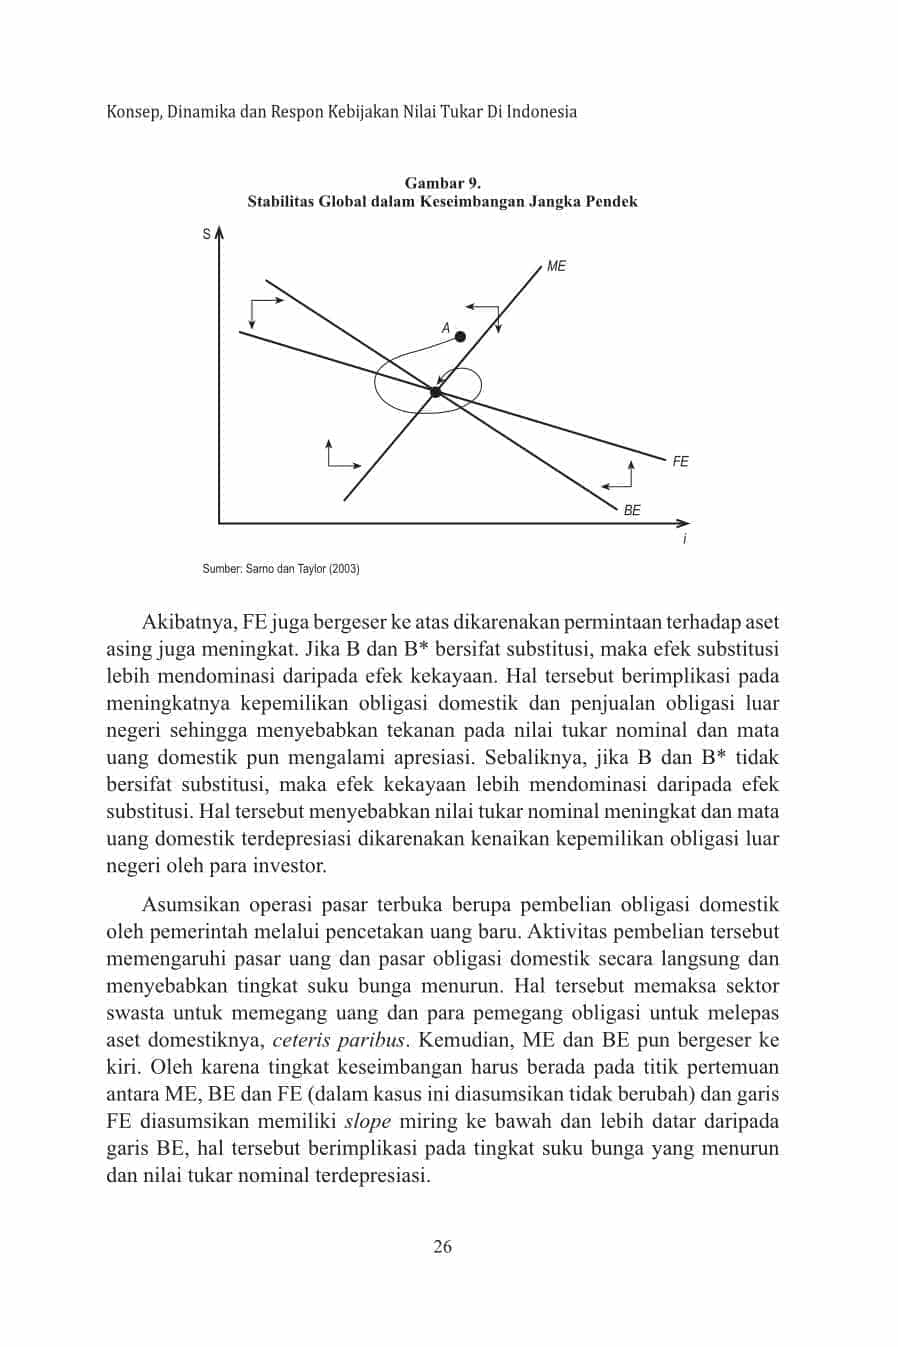 Konsep, Dinamika dan Respon Kebijakan Nilai Tukar Di Indonesia
Gambar 9.
Stabilitas Global dalam Keseimbangan Jangka Pendek
S
ME
A
FE
BE
i
Sumber: Sarno dan Taylor (2003)
Akibatnya, FE juga bergeser ke atas dikarenakan permintaan terhadap aset
asing juga meningkat. Jika B dan B* bersifat substitusi, maka efek substitusi
lebih mendominasi daripada efek kekayaan. Hal tersebut berimplikasi pada
meningkatnya kepemilikan obligasi domestik dan penjualan obligasi luar
negeri sehingga menyebabkan tekanan pada nilai tukar nominal dan mata
uang domestik pun mengalami apresiasi. Sebaliknya, jika B dan B* tidak
bersifat substitusi, maka efek kekayaan lebih mendominasi daripada efek
substitusi. Hal tersebut menyebabkan nilai tukar nominal meningkat dan mata
uang domestik terdepresiasi dikarenakan kenaikan kepemilikan obligasi luar
negeri oleh para investor.
Asumsikan operasi pasar terbuka berupa pembelian obligasi domestik
oleh pemerintah melalui pencetakan uang baru. Aktivitas pembelian tersebut
memengaruhi pasar uang dan pasar obligasi domestik secara langsung dan
menyebabkan tingkat suku bunga menurun. Hal tersebut memaksa sektor
swasta untuk memegang uang dan para pemegang obligasi untuk melepas
aset domestiknya, ceteris paribus. Kemudian, ME dan BE pun bergeser ke
kiri. Oleh karena tingkat keseimbangan harus berada pada titik pertemuan
antara ME, BE dan FE (dalam kasus ini diasumsikan tidak berubah) dan garis
FE diasumsikan memiliki slope miring ke bawah dan lebih datar daripada
garis BE, hal tersebut berimplikasi pada tingkat suku bunga yang menurun
dan nilai tukar nominal terdepresiasi.
26